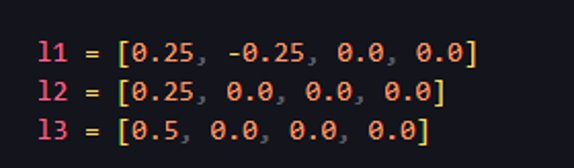 l1 = [0.25, -0.25, 0.0, 0.0]
l2 = [0.25, 0.0, 0.0, 0.0]
l3 = [0.5, 0.0, 0.0, 0.0]